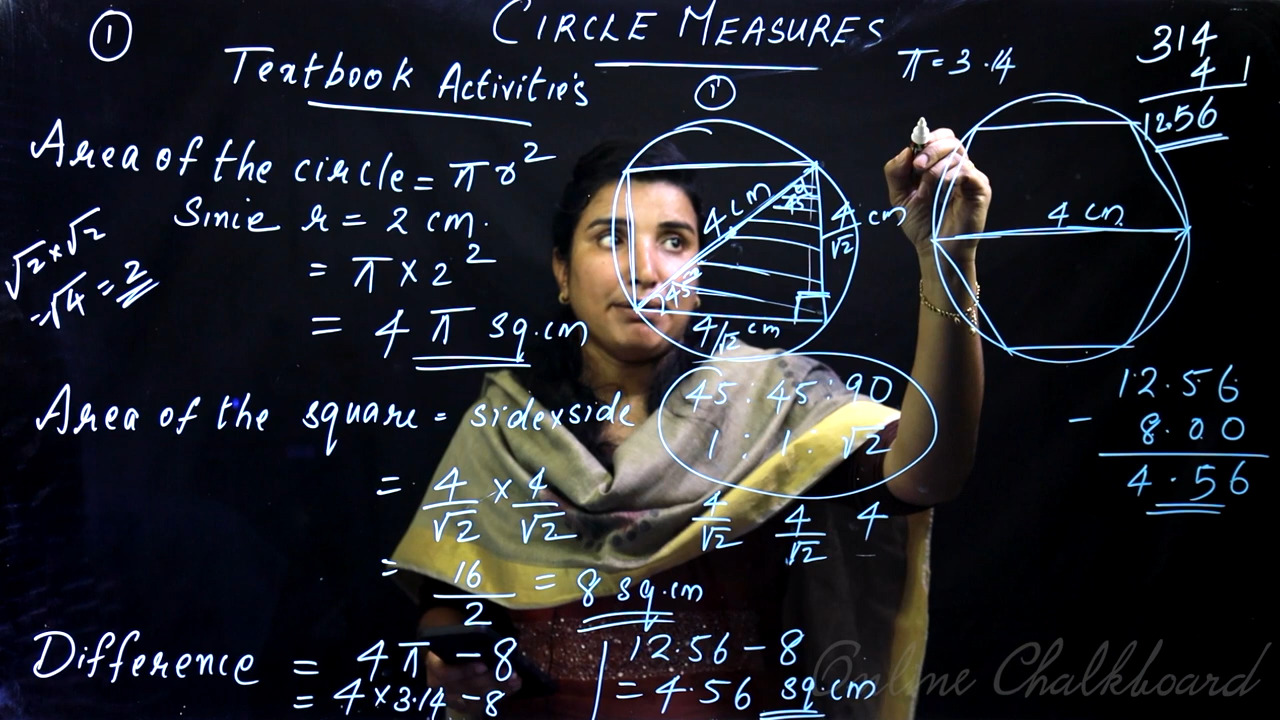 ①
CIRCLE MEASURES
Textbook Activities
Area of the circle = πr²
Sinie r = 2 cm.
= π × 2²
= 4 π sq.cm
√2 × √2
= √4 = 2
Area of the square = side×side
= 4/√2 × 4/√2
= 16/2 = 8 sq.cm
Difference = 4π - 8
= 4×3.14 - 8
12.56 - 8
= 4.56 sq cm
①
4 cm
45°
45°
4/√2 cm
4/√2 cm
45 : 45 : 90
1 : 1 : √2
4/√2 4/√2 4
π = 3.14
314
4 1
12.56
4 cm
12.56
- 8.00
4.56
Online Chalkboard